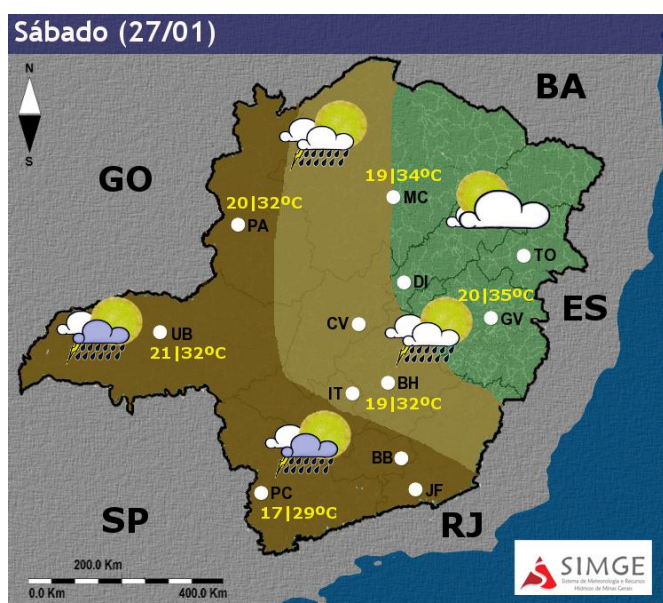 Sábado (27/01)
N
S
BA
GO
19|34ºC
MC
20|32ºC
PA
TO
DI
20|35ºC
GV
ES
CV
UB
21|32ºC
BH
IT
19|32ºC
BB
PC
JF
17|29ºC
SP
RJ
200.0 Km
0.0 Km
400.0 Km
SIMGE
Sistema de Meteorologia e Recursos
Hídricos de Minas Gerais